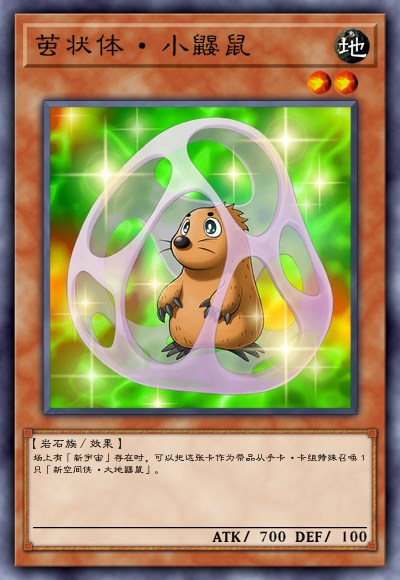 茧状体·小鼹鼠
地
【岩石族／效果】
场上有「新宇宙」存在时，可以把这张卡作为祭品从手卡·卡组特殊召唤1
只「新空间侠·大地鼹鼠」。
ATK/ 700 DEF/ 100